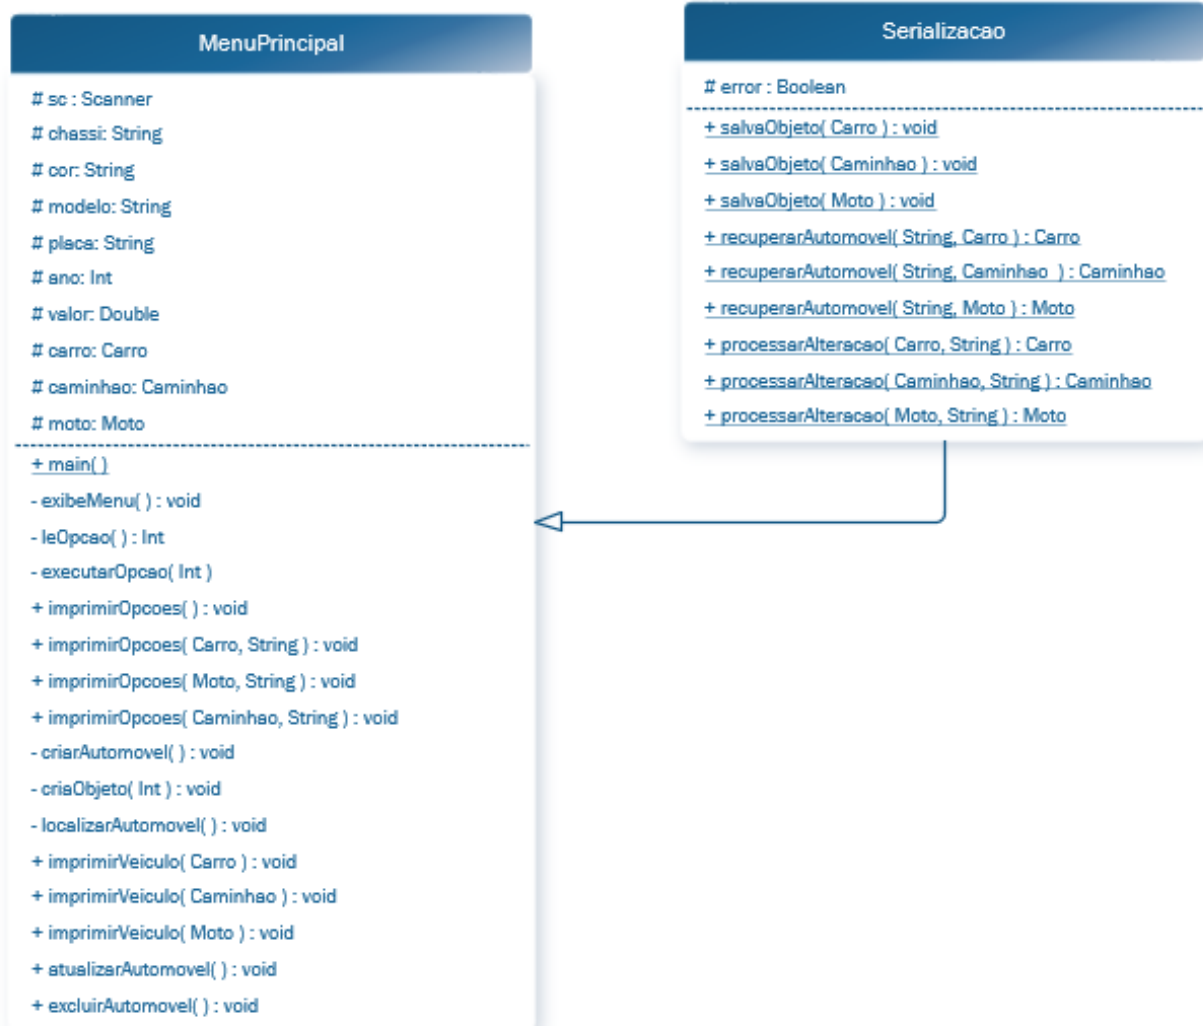 MenuPrincipal
# sc : Scanner
# chassi: String
# cor: String
# modelo: String
# placa: String
# ano: Int
# valor: Double
# carro: Carro
# caminhao: Caminhao
# moto: Moto
+ main( )
- exibeMenu( ) : void
- leOpcao( ) : Int
- executarOpcao( Int )
+ imprimirOpcoes( ) : void
+ imprimirOpcoes( Carro, String ) : void
+ imprimirOpcoes( Moto, String ) : void
+ imprimirOpcoes( Caminhao, String ) : void
- criarAutomovel( ) : void
- criaObjeto( Int ) : void
- localizarAutomovel( ) : void
+ imprimirVeiculo( Carro ) : void
+ imprimirVeiculo( Caminhao ) : void
+ imprimirVeiculo( Moto ) : void
+ atualizarAutomovel( ) : void
+ excluirAutomovel( ) : void
Serializacao
# error : Boolean
+ salvaObjeto( Carro ) : void
+ salvaObjeto( Caminhao ) : void
+ salvaObjeto( Moto ) : void
+ recuperarAutomovel( String, Carro ) : Carro
+ recuperarAutomovel( String, Caminhao ) : Caminhao
+ recuperarAutomovel( String, Moto ) : Moto
+ processarAlteracao( Carro, String ) : Carro
+ processarAlteracao( Caminhao, String ) : Caminhao
+ processarAlteracao( Moto, String ) : Moto